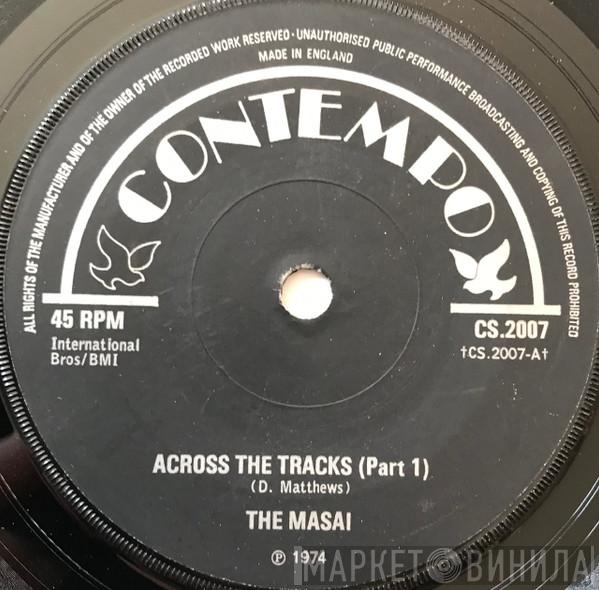 ALL RIGHTS OF THE MANUFACTURER AND OF THE OWNER OF THE RECORDED WORK RESERVED · UNAUTHORISED PUBLIC PERFORMANCE BROADCASTING AND COPYING OF THIS RECORD PROHIBITED
MADE IN ENGLAND
CONTEMPO
45 RPM
International
Bros/BMI
CS.2007
†CS.2007-A†
ACROSS THE TRACKS (Part 1)
(D. Matthews)
THE MASAI
℗ 1974
МАРКЕТ ВИНИЛА